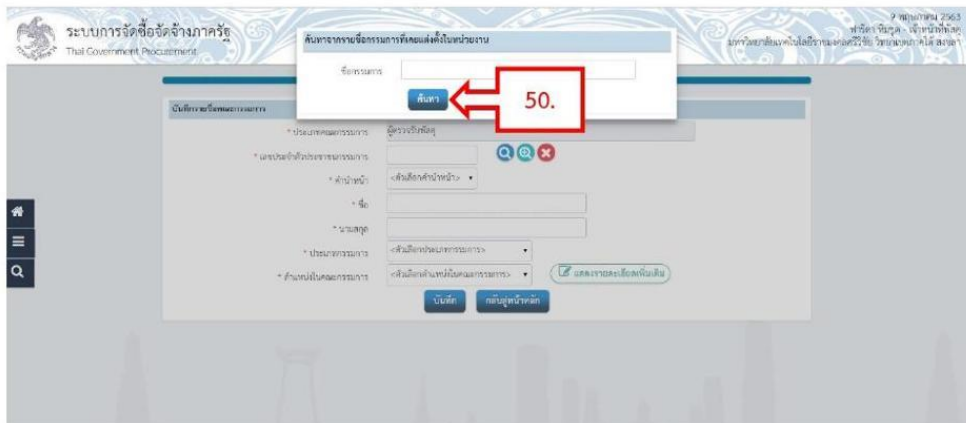 ระบบการจัดซื้อจัดจ้างภาครัฐ
Thai Government Procurement
9 พฤษภาคม 2563
ค้นหาจากรายชื่อกรรมการที่เคยแต่งตั้งในหน่วยงาน
ชื่อกรรมการ
ค้นหา
50.
บันทึกรายชื่อคณะกรรมการ
* ประเภทคณะกรรมการ ผู้ตรวจรับพัสดุ
* เลขประจำตัวประชาชนกรรมการ
* คำนำหน้า <ตัวเลือกคำนำหน้า>
* ชื่อ
* นามสกุล
* ประเภทกรรมการ <ตัวเลือกประเภทกรรมการ>
* ตำแหน่งในคณะกรรมการ <ตัวเลือกตำแหน่งในคณะกรรมการ> แสดงรายละเอียดเพิ่มเติม
บันทึก กลับสู่หน้าหลัก